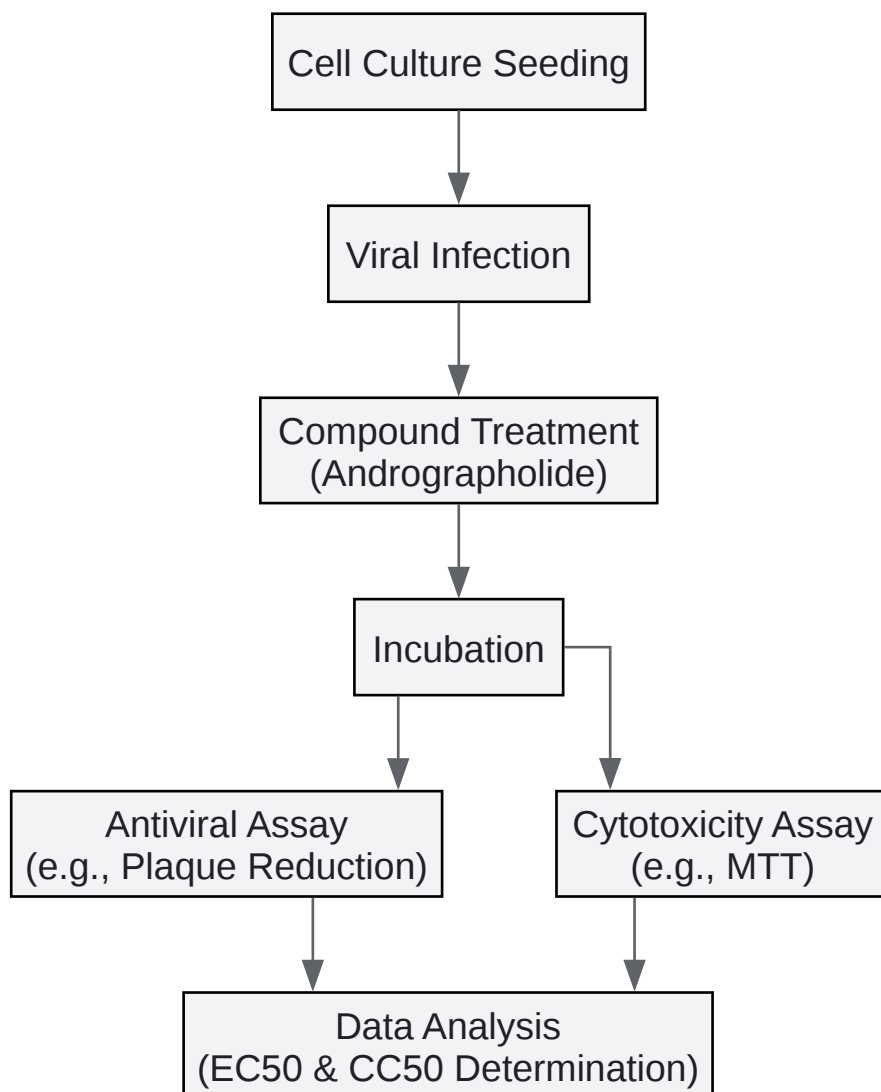 Cell Culture Seeding
Viral Infection
Compound Treatment
(Andrographolide)
Incubation
Antiviral Assay
(e.g., Plaque Reduction)
Cytotoxicity Assay
(e.g., MTT)
Data Analysis
(EC50 & CC50 Determination)